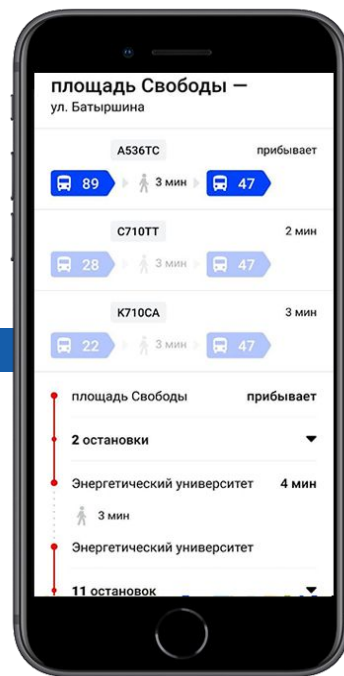 площадь Свободы —
ул. Батыршина
А536ТС прибывает
89 3 мин 47
С710ТТ 2 мин
28 3 мин 47
К710СА 3 мин
22 3 мин 47
площадь Свободы прибывает
2 остановки
Энергетический университет 4 мин
3 мин
Энергетический университет
11 остановок